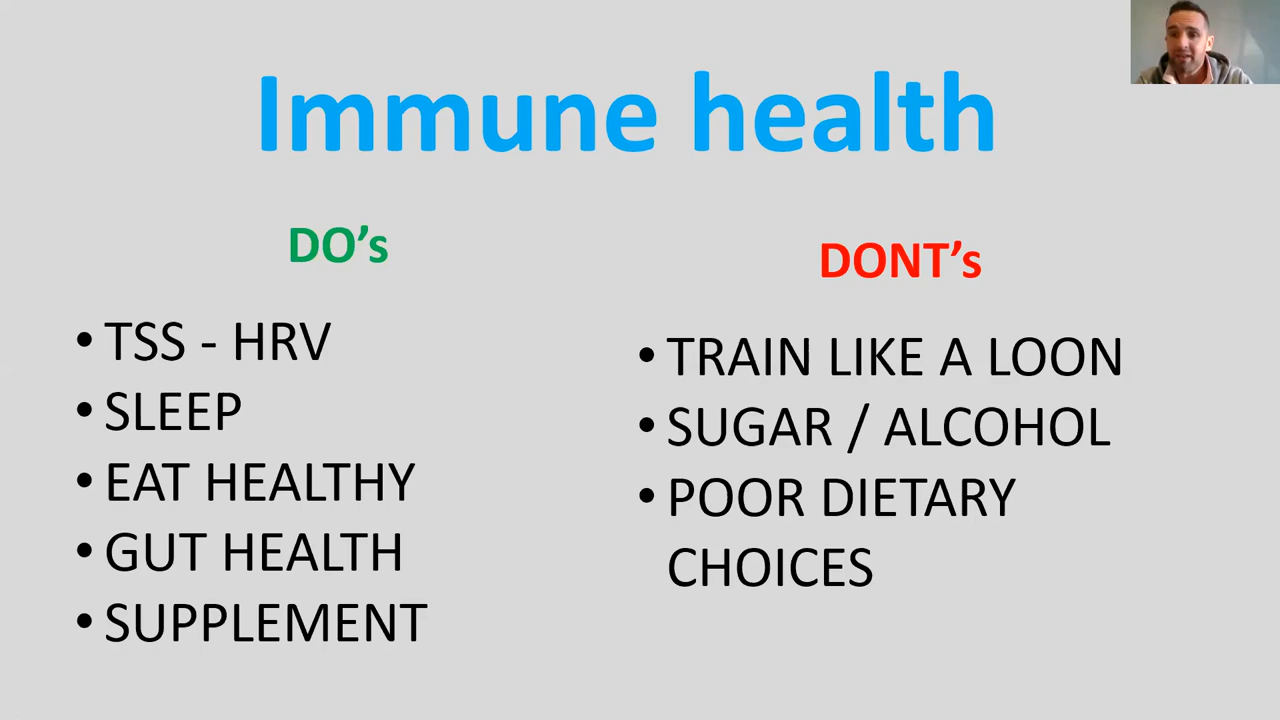 Immune health
DO’s
• TSS - HRV
• SLEEP
• EAT HEALTHY
• GUT HEALTH
• SUPPLEMENT
DONT’s
• TRAIN LIKE A LOON
• SUGAR / ALCOHOL
• POOR DIETARY
CHOICES